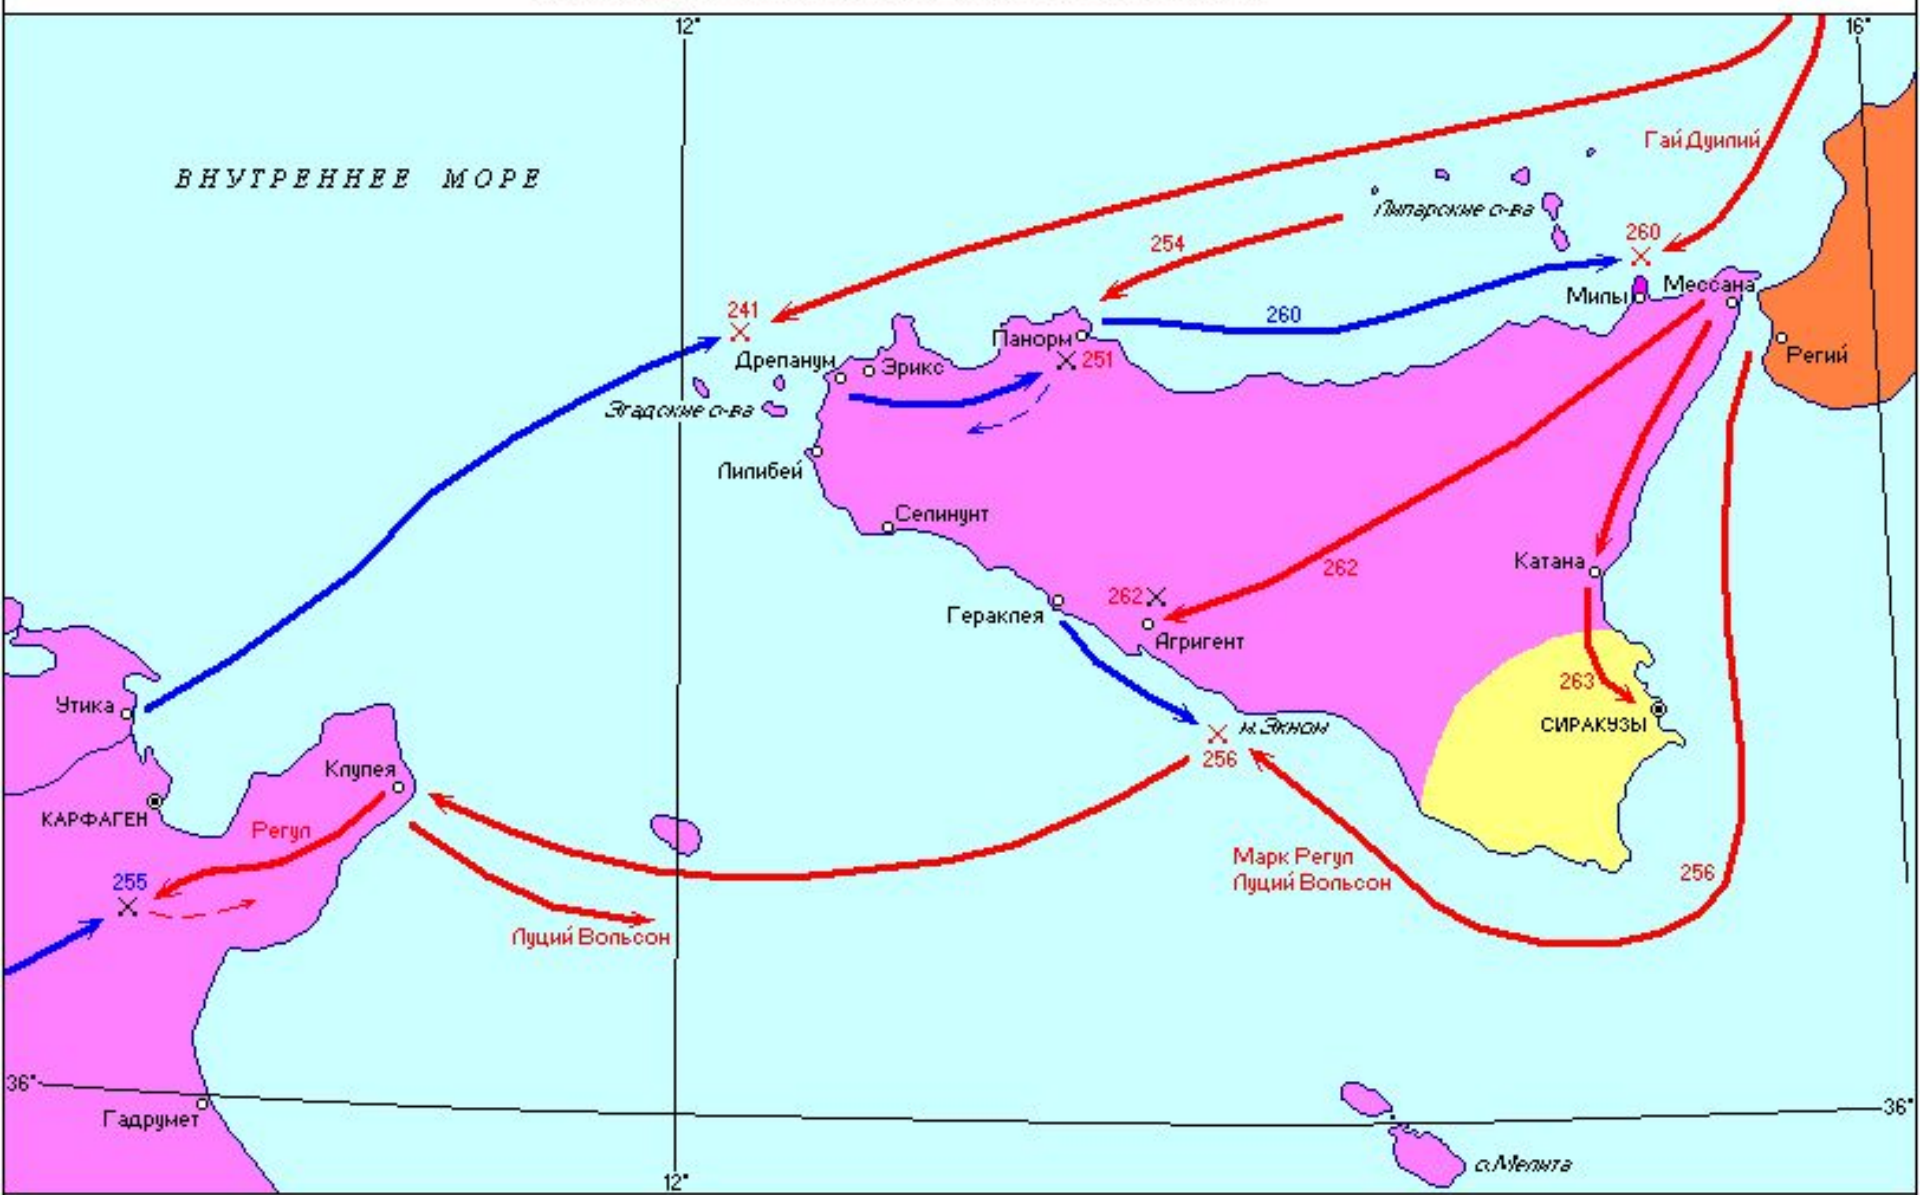 12°
16°
Гай Дуилий
ВНУТРЕННЕЕ МОРЕ
Липарские о-ва
260
254
Мессана
Милы
241
260
Панорм
Регий
251
Дрепанум
Эрикс
Эгадские о-ва
Лилибей
Селинунт
Катана
262
262
Гераклея
Агригент
263
Утика
СИРАКУЗЫ
м.Экном
256
Клупея
КАРФАГЕН
Регул
Марк Регул
Луций Вольсон
256
255
Луций Вольсон
36°
36°
Гадрумет
о.Мелита
12°